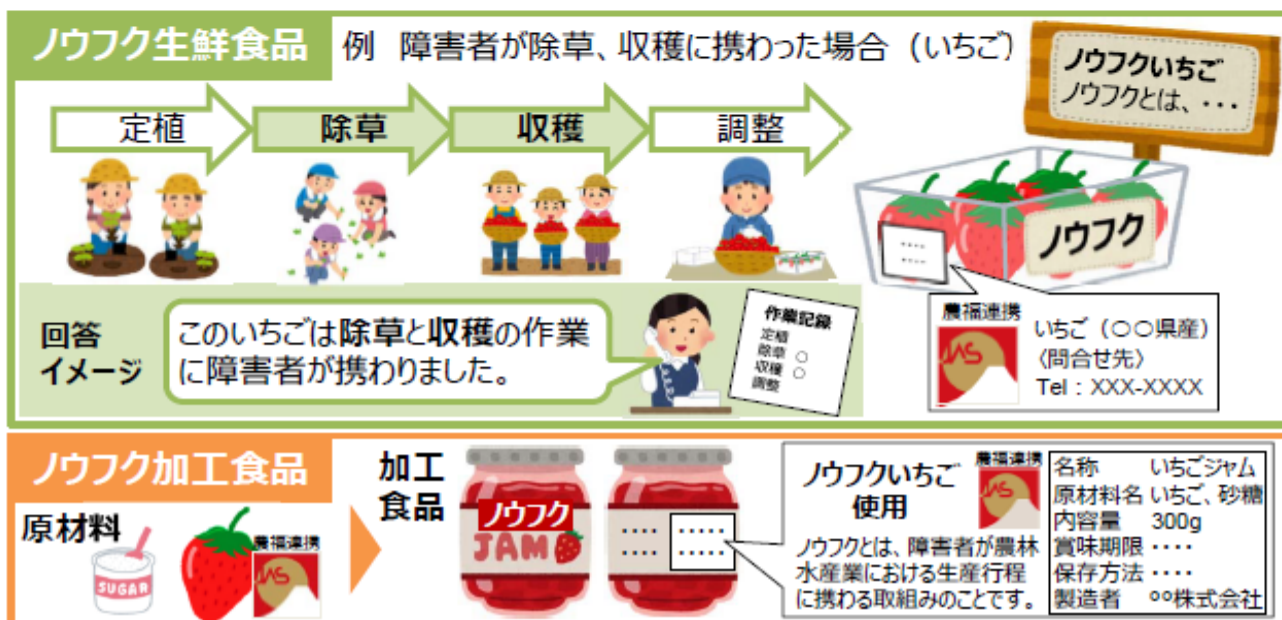 ノウフク生鮮食品
例 障害者が除草、収穫に携わった場合（いちご）
定植
除草
収穫
調整
ノウフクいちご
ノウフクとは、・・・
ノウフク
・・・・
・・・・
農福連携
JAS
いちご（○○県産）
〈問合せ先〉
Tel：XXX-XXXX
回答
イメージ
このいちごは除草と収穫の作業
に障害者が携わりました。
作業記録
定植
除草 ○
収穫 ○
調整
ノウフク加工食品
原材料
SUGAR
農福連携
JAS
加工
食品
ノウフク
JAM
・・・・ ・・・・・
・・・・ ・・・・・
ノウフクいちご
使用
農福連携
JAS
ノウフクとは、障害者が農林
水産業における生産行程
に携わる取組みのことです。
名称 いちごジャム
原材料名 いちご、砂糖
内容量 300g
賞味期限 ・・・・
保存方法 ・・・・
製造者 ○○株式会社